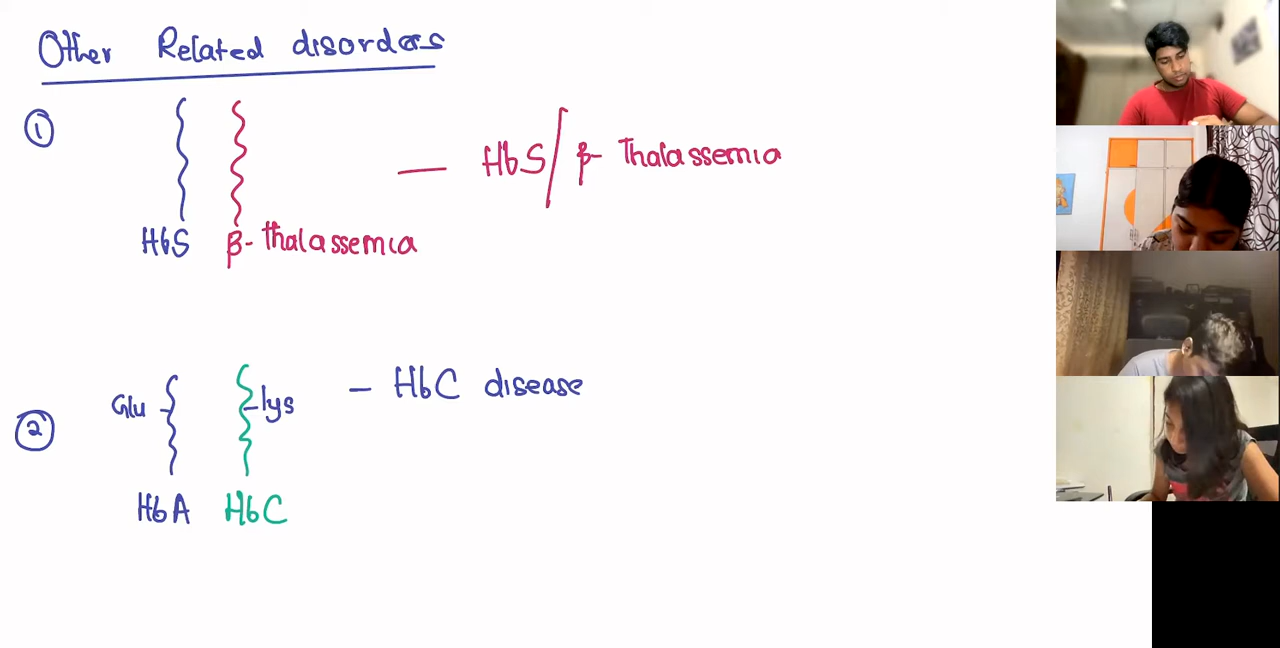 Other Related disorders
①
HbS β- thalassemia
— HbS/β- Thalassemia
②
Glu lys — HbC disease
HbA HbC